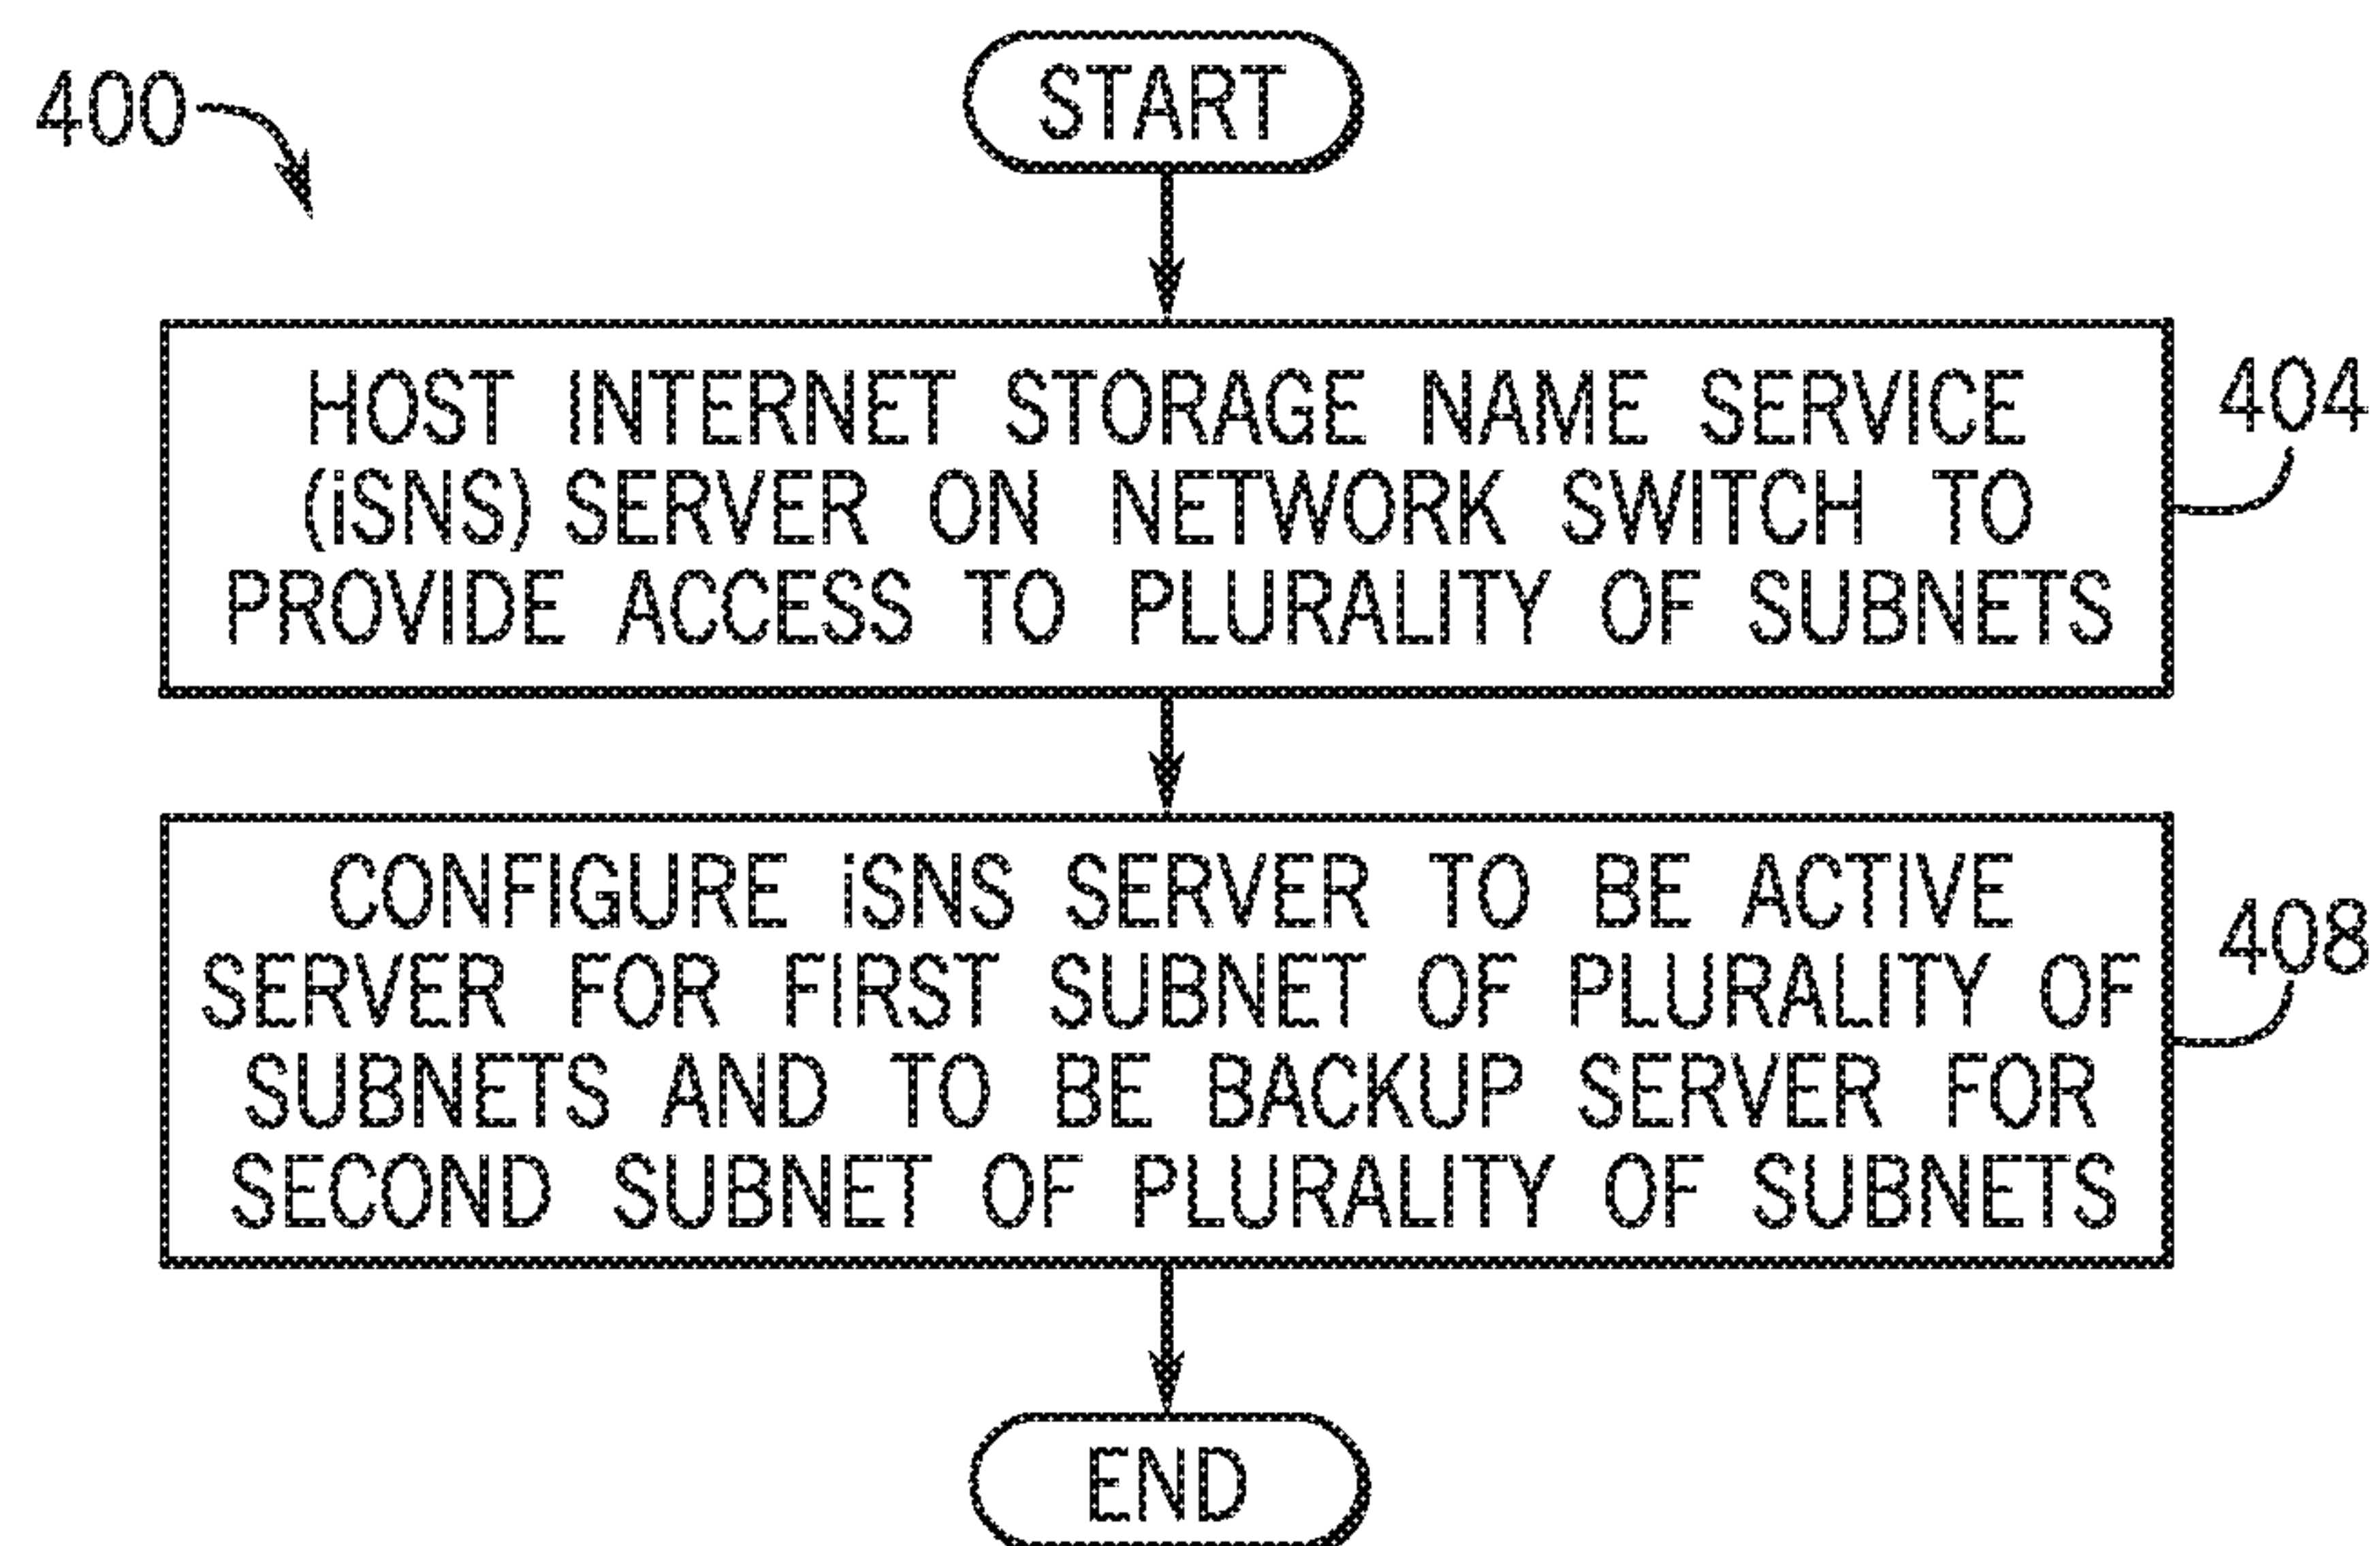 400
START
HOST INTERNET STORAGE NAME SERVICE
(iSNS) SERVER ON NETWORK SWITCH TO
PROVIDE ACCESS TO PLURALITY OF SUBNETS
404
CONFIGURE iSNS SERVER TO BE ACTIVE
SERVER FOR FIRST SUBNET OF PLURALITY OF
SUBNETS AND TO BE BACKUP SERVER FOR
SECOND SUBNET OF PLURALITY OF SUBNETS
408
END